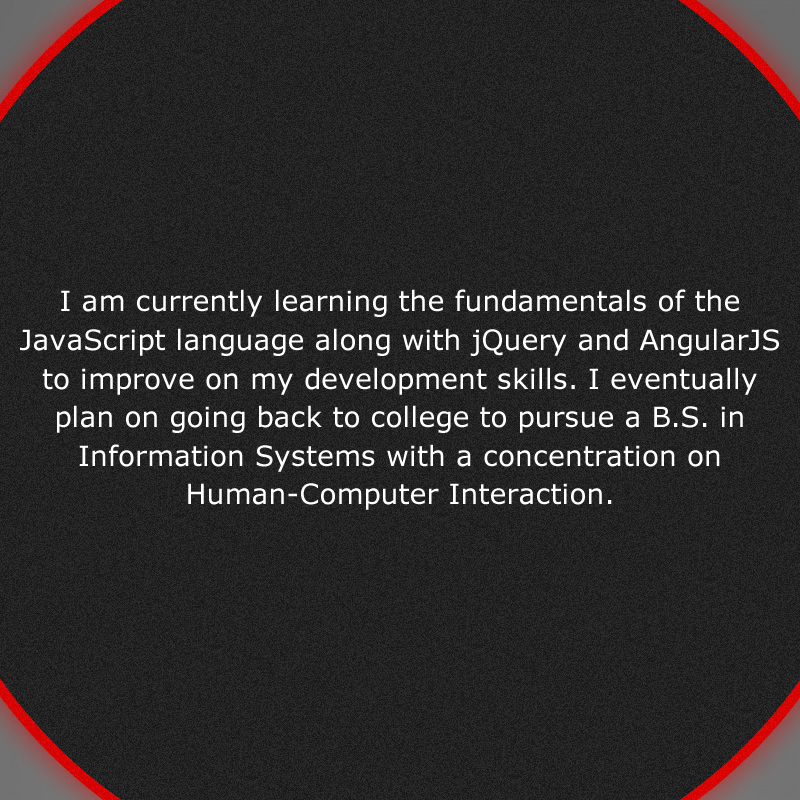 I am currently learning the fundamentals of the
JavaScript language along with jQuery and AngularJS
to improve on my development skills. I eventually
plan on going back to college to pursue a B.S. in
Information Systems with a concentration on
Human-Computer Interaction.